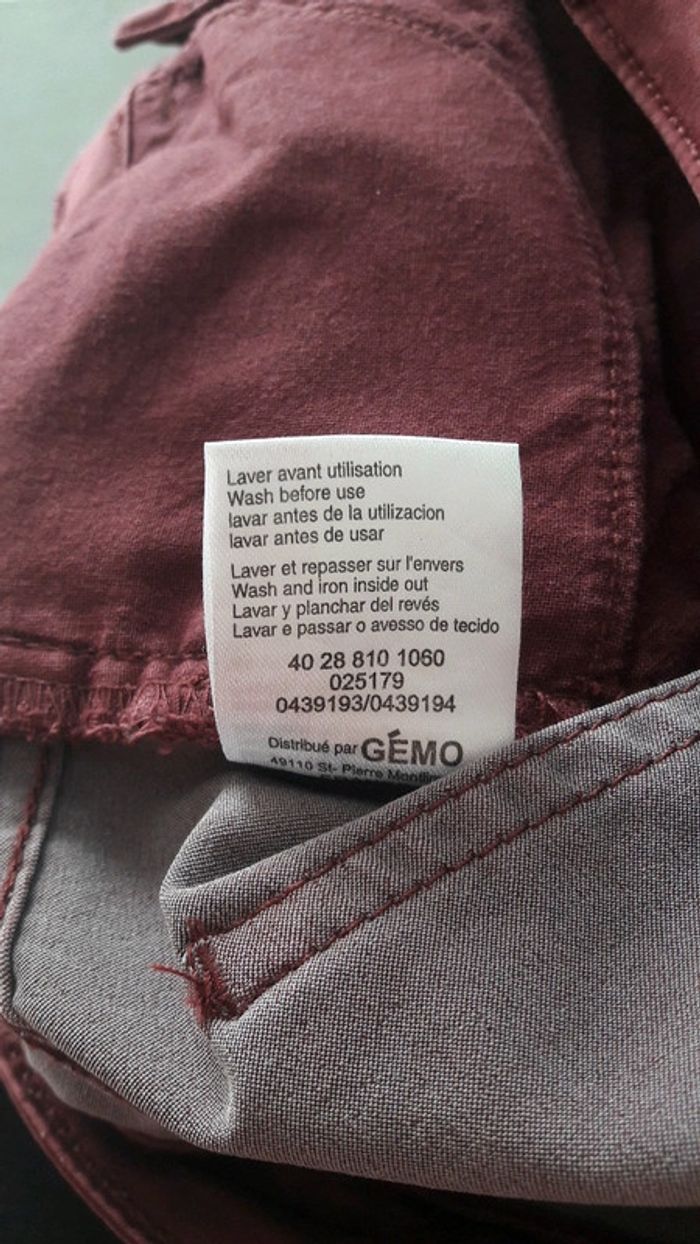 Laver avant utilisation
Wash before use
lavar antes de la utilizacion
lavar antes de usar
Laver et repasser sur l'envers
Wash and iron inside out
Lavar y planchar del revés
Lavar e passar o avesso de tecido
40 28 810 1060
025179
0439193/0439194
Distribué par GÉMO
49110 St- Pierre